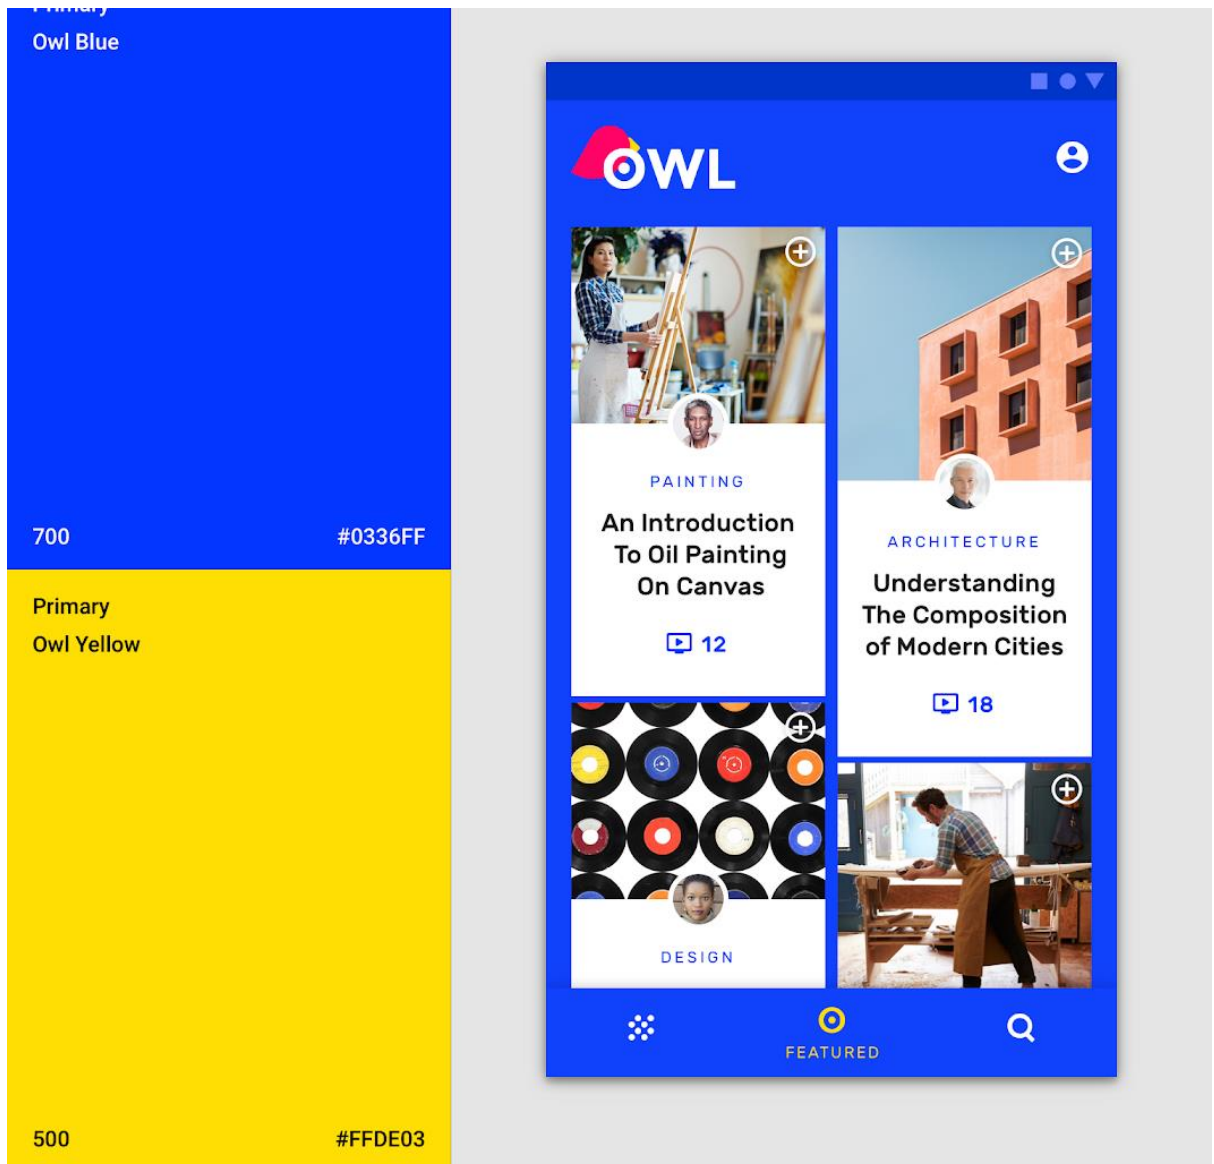 Primary
Owl Blue
700 #0336FF
Primary
Owl Yellow
500 #FFDE03
OWL
PAINTING
An Introduction
To Oil Painting
On Canvas
12
ARCHITECTURE
Understanding
The Composition
of Modern Cities
18
DESIGN
FEATURED